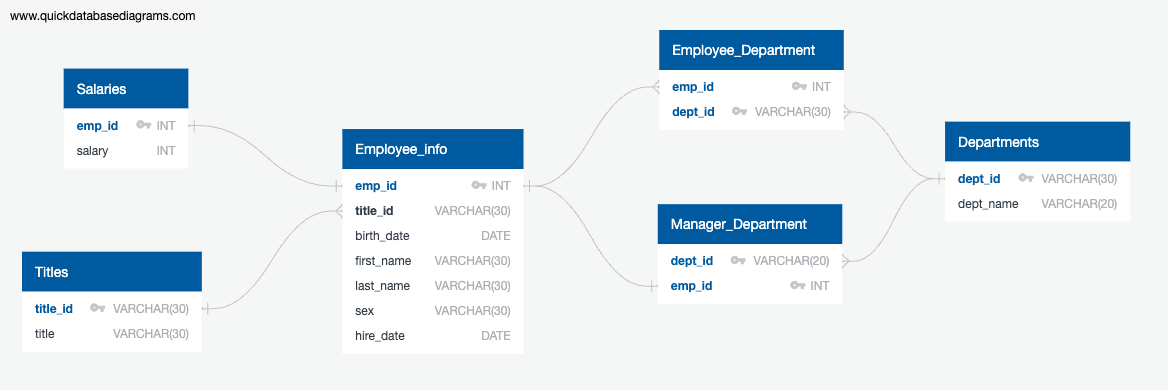 www.quickdatabasediagrams.com
Salaries
emp_id INT
salary INT
Titles
title_id VARCHAR(30)
title VARCHAR(30)
Employee_info
emp_id INT
title_id VARCHAR(30)
birth_date DATE
first_name VARCHAR(30)
last_name VARCHAR(30)
sex VARCHAR(30)
hire_date DATE
Employee_Department
emp_id INT
dept_id VARCHAR(30)
Manager_Department
dept_id VARCHAR(20)
emp_id INT
Departments
dept_id VARCHAR(30)
dept_name VARCHAR(20)